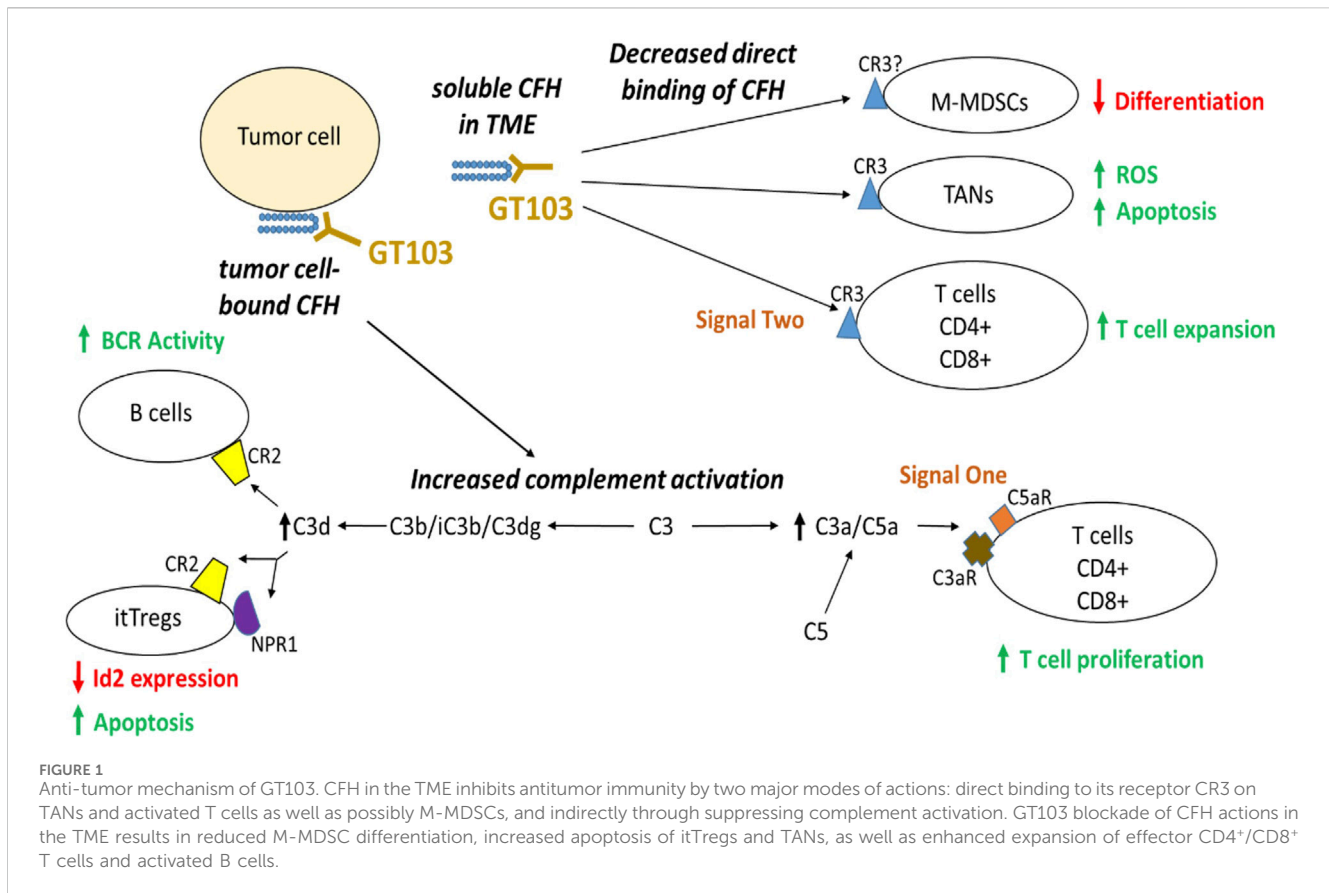 Decreased direct
binding of CFH
soluble CFH
in TME
GT103
Tumor cell
GT103
tumor cell-
bound CFH
CR3?
M-MDSCs
↓ Differentiation
CR3
TANs
↑ ROS
↑ Apoptosis
Signal Two
CR3
T cells
CD4+
CD8+
↑ T cell expansion
↑ BCR Activity
B cells
CR2
Increased complement activation
↑ C3d ← C3b/iC3b/C3dg ← C3 → ↑ C3a/C5a →
C5
CR2
itTregs
NPR1
↓ Id2 expression
↑ Apoptosis
Signal One
C5aR
C3aR
T cells
CD4+
CD8+
↑ T cell proliferation
FIGURE 1
Anti-tumor mechanism of GT103. CFH in the TME inhibits antitumor immunity by two major modes of actions: direct binding to its receptor CR3 on
TANs and activated T cells as well as possibly M-MDSCs, and indirectly through suppressing complement activation. GT103 blockade of CFH actions in
the TME results in reduced M-MDSC differentiation, increased apoptosis of itTregs and TANs, as well as enhanced expansion of effector CD4⁺/CD8⁺
T cells and activated B cells.